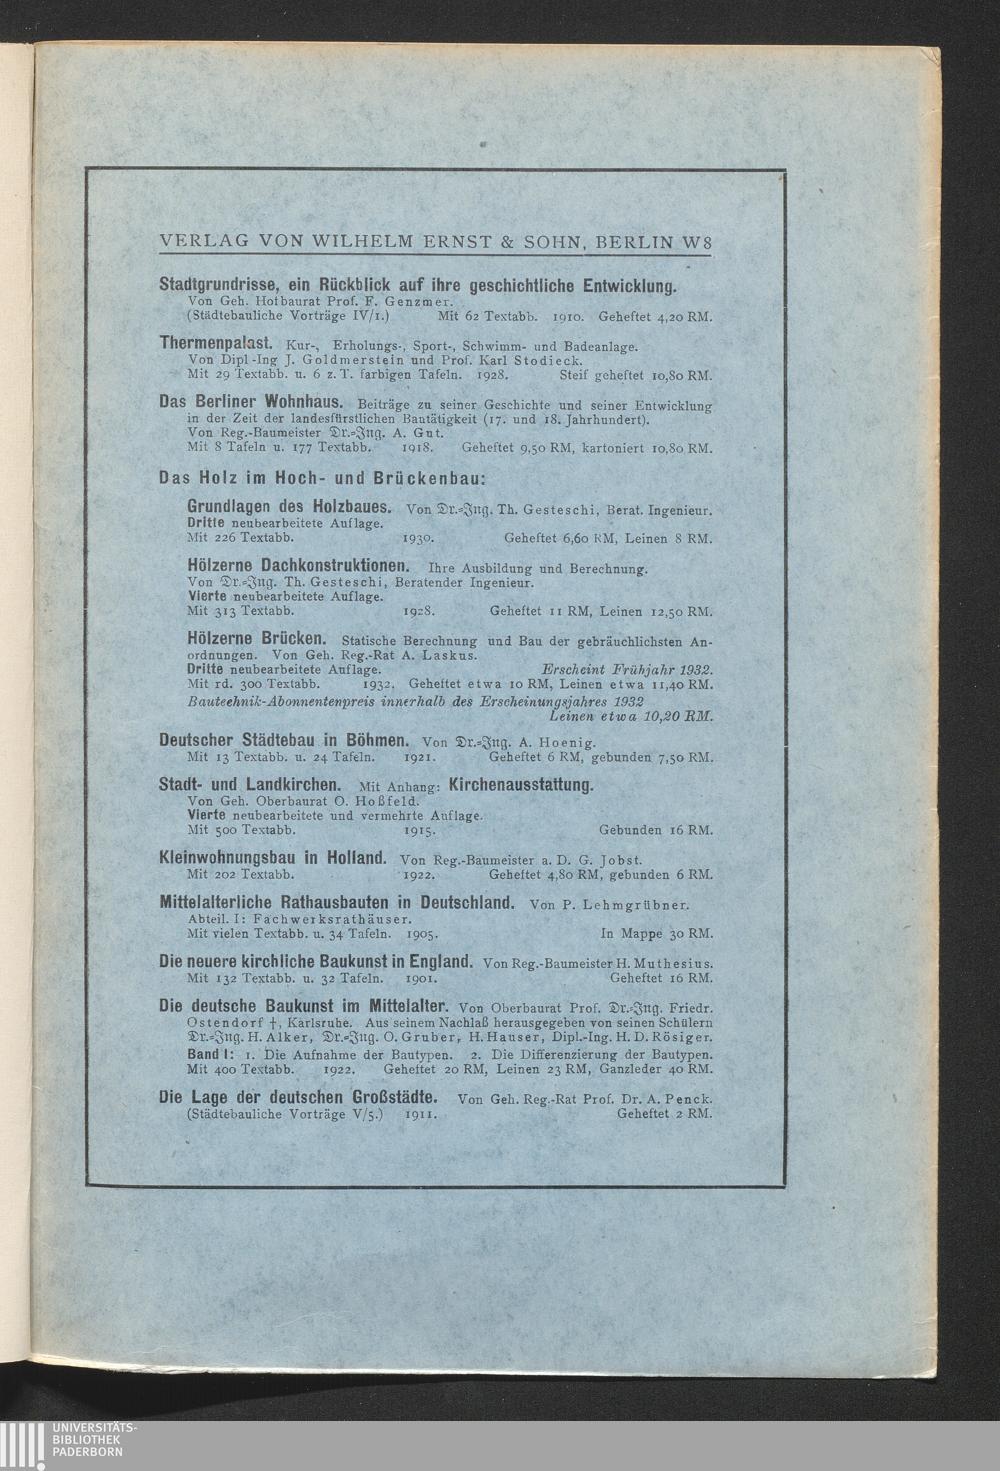 VERLAG VON WILHELM ERNST & SOHN, BERLIN W8
Stadtgrundrisse, ein Rückblick auf ihre geschichtliche Entwicklung.
Von Geh. Hofbaurat Prof. F. Genzmer.
(Städtebauliche Vorträge IV/1.) Mit 62 Textabb. 1910. Geheftet 4,20 RM.
Thermenpalast. Kur-, Erholungs-, Sport-, Schwimm- und Badeanlage.
Von Dipl.-Ing J. Goldmerstein und Prof. Karl Stodieck.
Mit 29 Textabb. u. 6 z. T. farbigen Tafeln. 1928. Steif geheftet 10,80 RM.
Das Berliner Wohnhaus. Beiträge zu seiner Geschichte und seiner Entwicklung
in der Zeit der landesfürstlichen Bautätigkeit (17. und 18. Jahrhundert).
Von Reg.-Baumeister Dr.=Ing. A. Gut.
Mit 8 Tafeln u. 177 Textabb. 1918. Geheftet 9,50 RM, kartoniert 10,80 RM.
Das Holz im Hoch- und Brückenbau:
Grundlagen des Holzbaues. Von Dr.=Ing. Th. Gesteschi, Berat. Ingenieur.
Dritte neubearbeitete Auflage.
Mit 226 Textabb. 1930. Geheftet 6,60 RM, Leinen 8 RM.
Hölzerne Dachkonstruktionen. Ihre Ausbildung und Berechnung.
Von Dr.=Ing. Th. Gesteschi, Beratender Ingenieur.
Vierte neubearbeitete Auflage.
Mit 313 Textabb. 1928. Geheftet 11 RM, Leinen 12,50 RM.
Hölzerne Brücken. Statische Berechnung und Bau der gebräuchlichsten An-
ordnungen. Von Geh. Reg.-Rat A. Laskus.
Dritte neubearbeitete Auflage. Erscheint Frühjahr 1932.
Mit rd. 300 Textabb. 1932. Geheftet etwa 10 RM, Leinen etwa 11,40 RM.
Bautechnik-Abonnentenpreis innerhalb des Erscheinungsjahres 1932
Leinen etwa 10,20 RM.
Deutscher Städtebau in Böhmen. Von Dr.=Ing. A. Hoenig.
Mit 13 Textabb. u. 24 Tafeln. 1921. Geheftet 6 RM, gebunden 7,50 RM.
Stadt- und Landkirchen. Mit Anhang: Kirchenausstattung.
Von Geh. Oberbaurat O. Hoßfeld.
Vierte neubearbeitete und vermehrte Auflage.
Mit 500 Textabb. 1915. Gebunden 16 RM.
Kleinwohnungsbau in Holland. Von Reg.-Baumeister a. D. G. Jobst.
Mit 202 Textabb. 1922. Geheftet 4,80 RM, gebunden 6 RM.
Mittelalterliche Rathausbauten in Deutschland. Von P. Lehmgrübner.
Abteil. I: Fachwerksrathäuser.
Mit vielen Textabb. u. 34 Tafeln. 1905. In Mappe 30 RM.
Die neuere kirchliche Baukunst in England. Von Reg.-Baumeister H. Muthesius.
Mit 132 Textabb. u. 32 Tafeln. 1901. Geheftet 16 RM.
Die deutsche Baukunst im Mittelalter. Von Oberbaurat Prof. Dr.=Ing. Friedr.
Ostendorf †, Karlsruhe. Aus seinem Nachlaß herausgegeben von seinen Schülern
Dr.=Ing. H. Alker, Dr.=Ing. O. Gruber, H. Hauser, Dipl.-Ing. H. D. Rösiger.
Band I: 1. Die Aufnahme der Bautypen. 2. Die Differenzierung der Bautypen.
Mit 400 Textabb. 1922. Geheftet 20 RM, Leinen 23 RM, Ganzleder 40 RM.
Die Lage der deutschen Großstädte. Von Geh. Reg.-Rat Prof. Dr. A. Penck.
(Städtebauliche Vorträge V/5.) 1911. Geheftet 2 RM.
UNIVERSITÄTS-
BIBLIOTHEK
PADERBORN